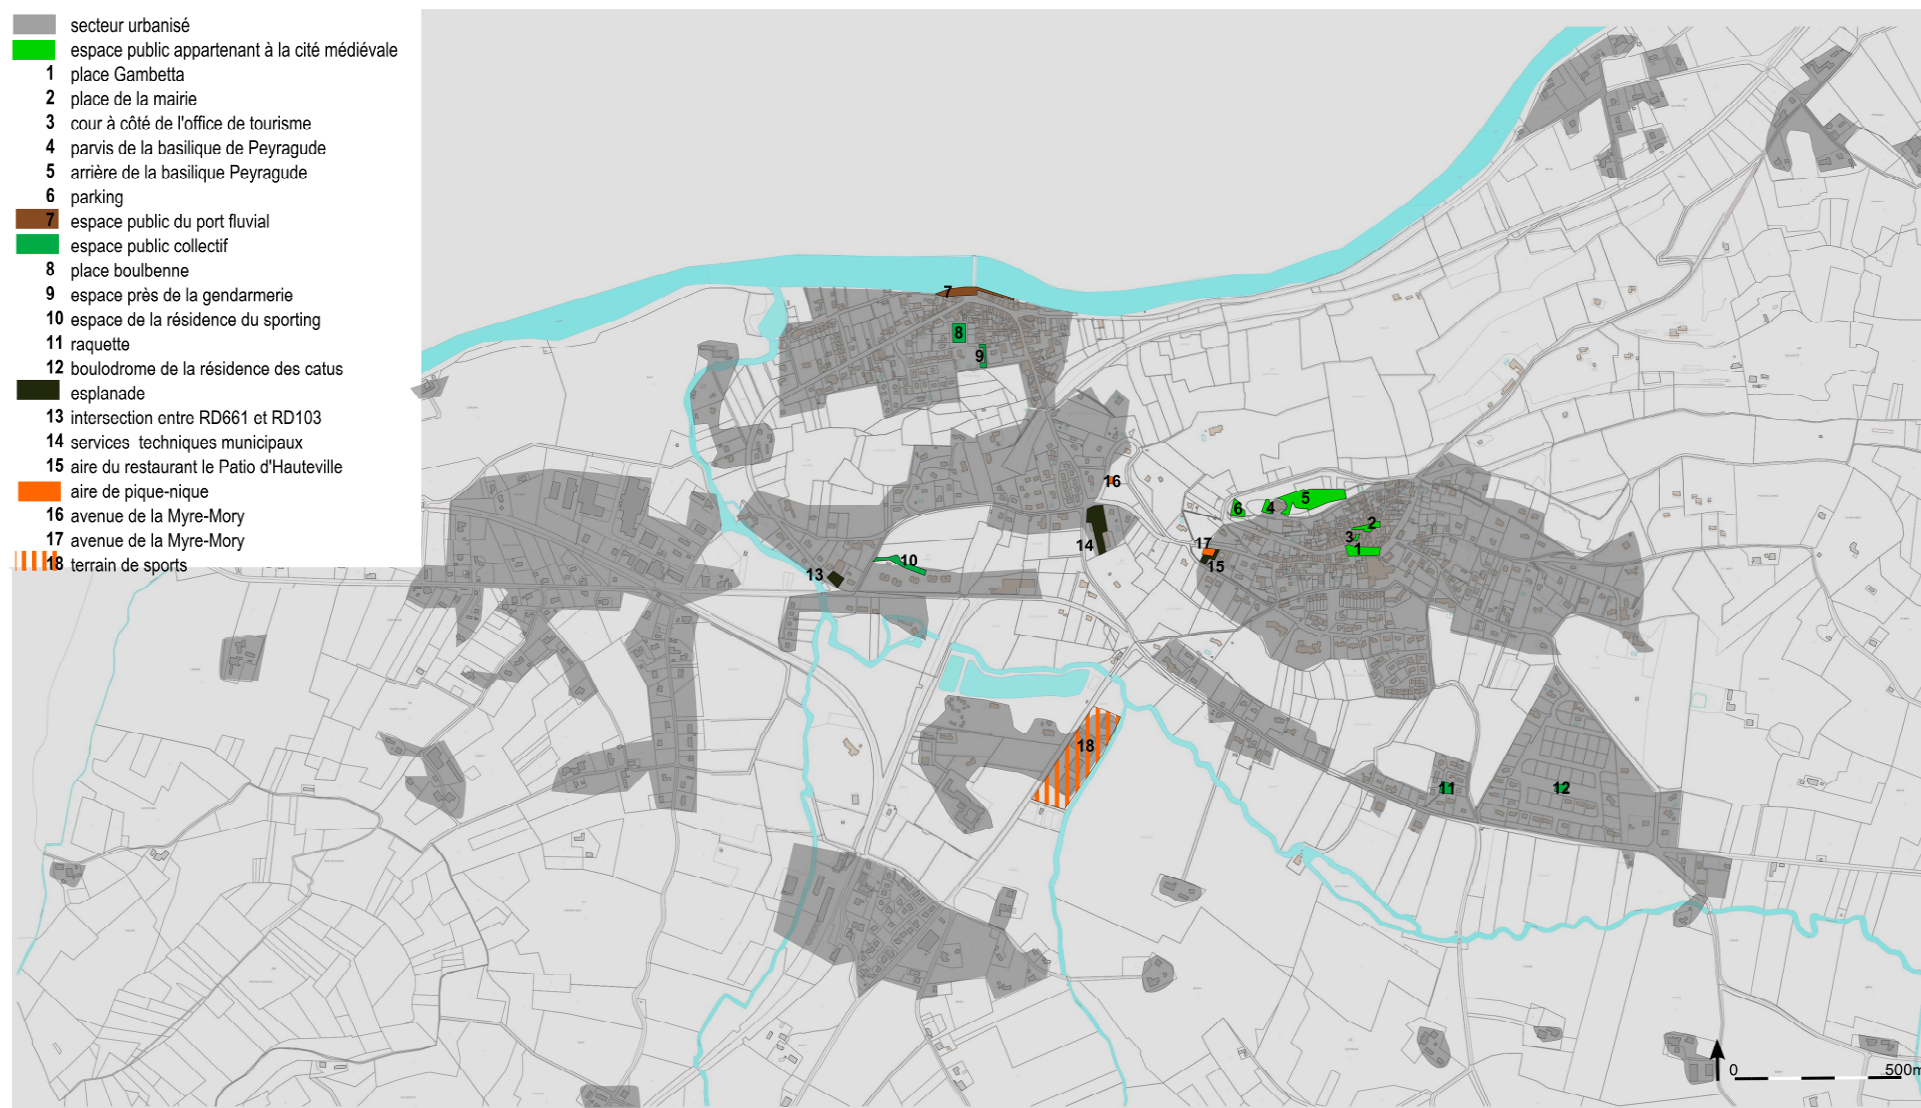 secteur urbanisé
espace public appartenant à la cité médiévale
1 place Gambetta
2 place de la mairie
3 cour à côté de l'office de tourisme
4 parvis de la basilique de Peyragude
5 arrière de la basilique Peyragude
6 parking
7 espace public du port fluvial
espace public collectif
8 place boulbenne
9 espace près de la gendarmerie
10 espace de la résidence du sporting
11 raquette
12 boulodrome de la résidence des catus
esplanade
13 intersection entre RD661 et RD103
14 services techniques municipaux
15 aire du restaurant le Patio d'Hauteville
aire de pique-nique
16 avenue de la Myre-Mory
17 avenue de la Myre-Mory
18 terrain de sports
7
8
9
16
6
4
5
2
3
1
14
17
15
10
13
18
11
12
0 500m